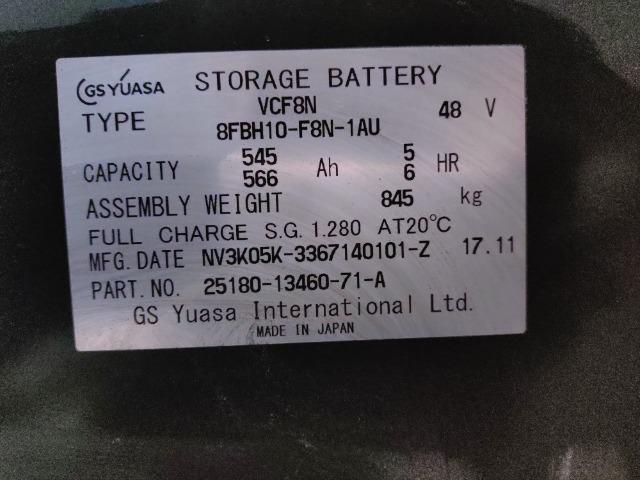 GS YUASA STORAGE BATTERY
TYPE VCF8N 48 V
8FBH10-F8N-1AU
CAPACITY 545 Ah 5 HR
566 6
ASSEMBLY WEIGHT 845 kg
FULL CHARGE S.G. 1.280 AT20°C
MFG. DATE NV3K05K-3367140101-Z 17.11
PART. NO. 25180-13460-71-A
GS Yuasa International Ltd.
MADE IN JAPAN